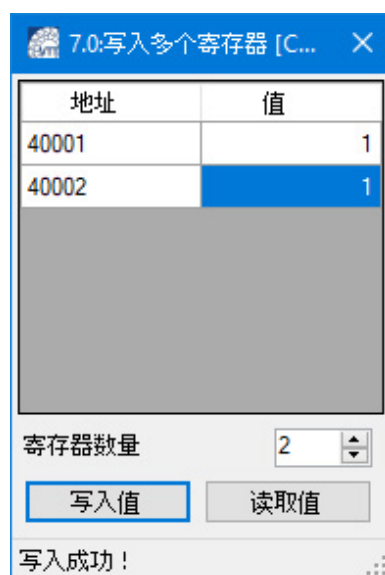 7.0:写入多个寄存器 [C...
地址 值
40001 1
40002 1
寄存器数量 2
写入值 读取值
写入成功！